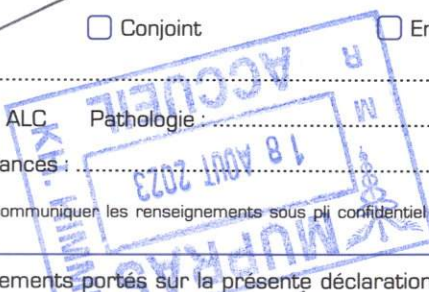 Conjoint En
ALC Pathologie :
ances :
ommuniquer les renseignements sous pli confidentiel
ements portés sur la présente déclaration
ACCUEIL
18 AOUT 2023
MUPRAS
R
M